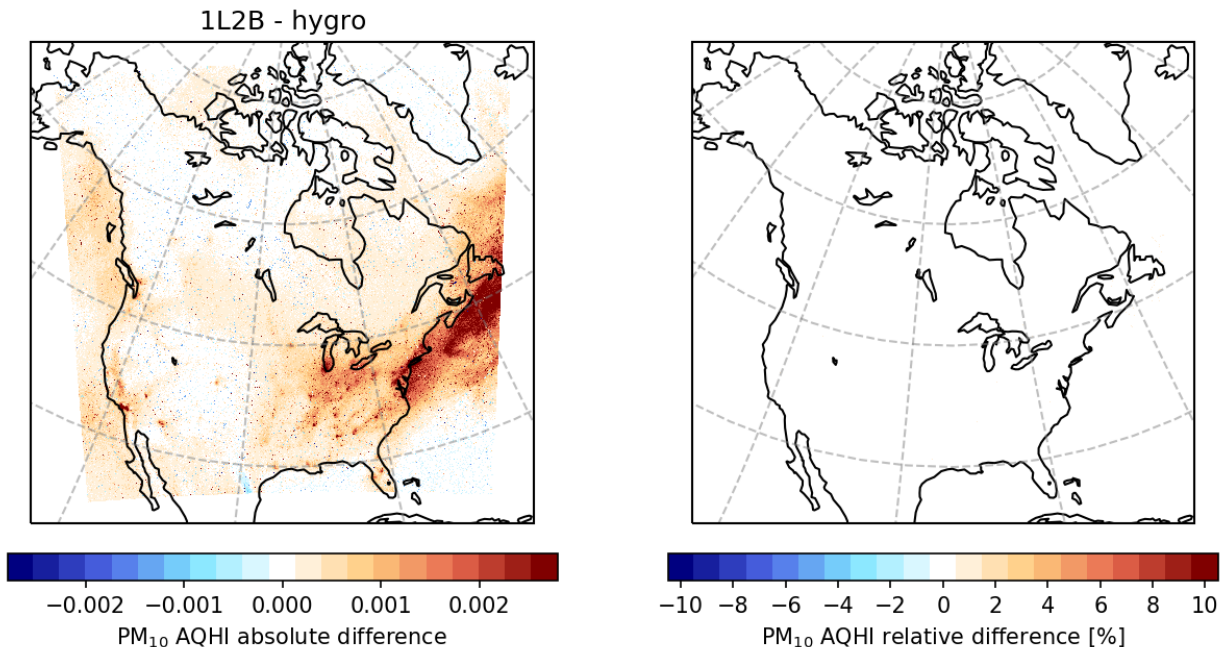 1L2B - hygro
−0.002 −0.001 0.000 0.001 0.002
PM₁₀ AQHI absolute difference
−10 −8 −6 −4 −2 0 2 4 6 8 10
PM₁₀ AQHI relative difference [%]